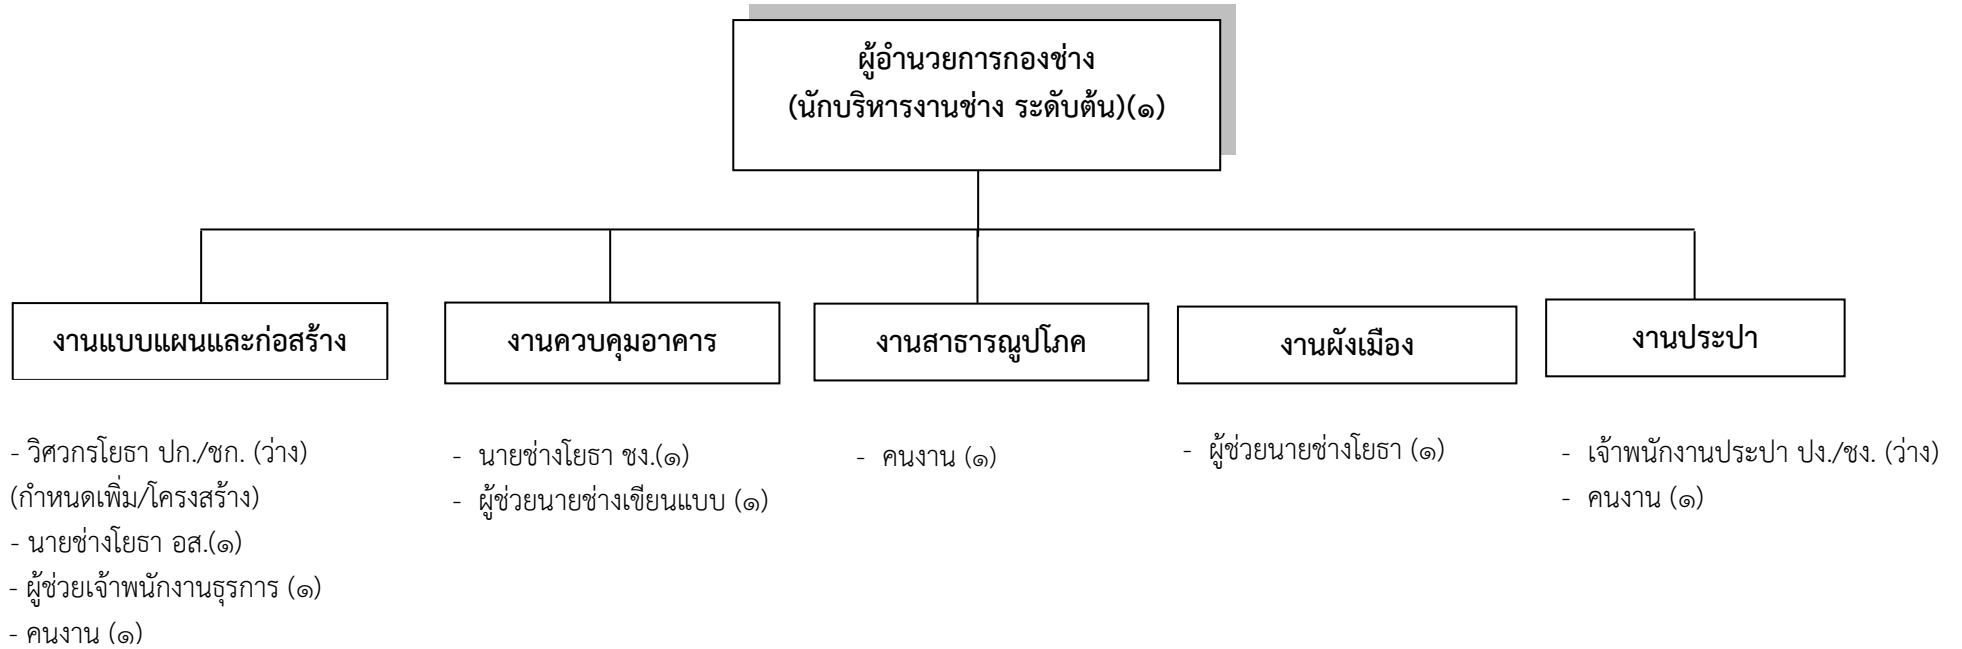 ผู้อำนวยการกองช่าง
(นักบริหารงานช่าง ระดับต้น)(๑)
งานแบบแผนและก่อสร้าง
- วิศวกรโยธา ปก./ชก. (ว่าง)
(กำหนดเพิ่ม/โครงสร้าง)
- นายช่างโยธา อส.(๑)
- ผู้ช่วยเจ้าพนักงานธุรการ (๑)
- คนงาน (๑)
งานควบคุมอาคาร
- นายช่างโยธา ชง.(๑)
- ผู้ช่วยนายช่างเขียนแบบ (๑)
งานสาธารณูปโภค
- คนงาน (๑)
งานผังเมือง
- ผู้ช่วยนายช่างโยธา (๑)
งานประปา
- เจ้าพนักงานประปา ปง./ชง. (ว่าง)
- คนงาน (๑)